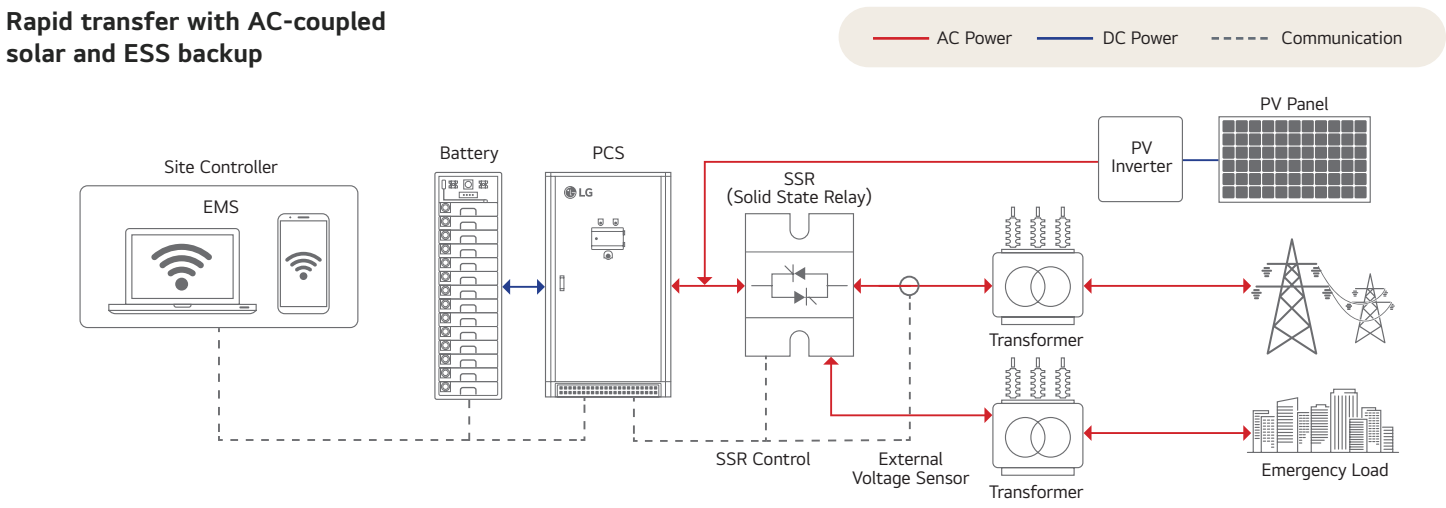 Rapid transfer with AC-coupled
solar and ESS backup
AC Power
DC Power
Communication
Site Controller
EMS
Battery
PCS
LG
SSR
(Solid State Relay)
PV
Inverter
PV Panel
Transformer
Transformer
SSR Control
External
Voltage Sensor
Emergency Load